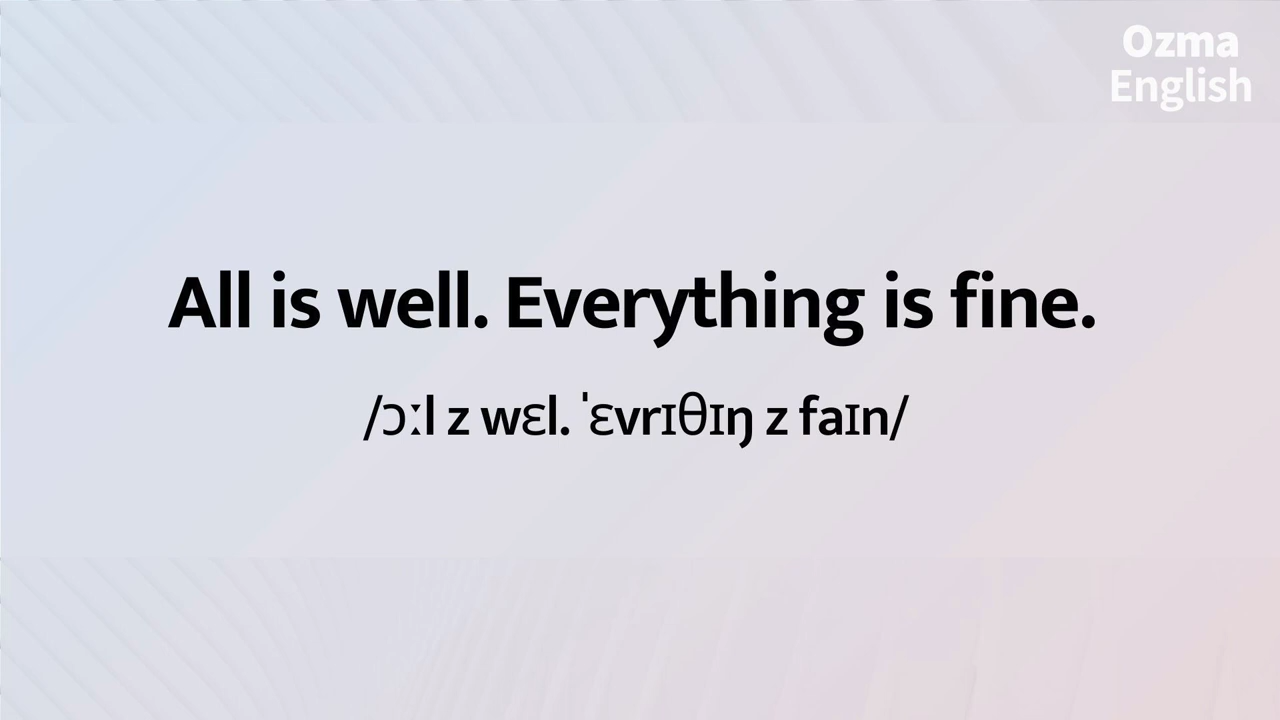 Ozma
English
All is well. Everything is fine.
/ɔːl z wɛl. ˈɛvrɪθɪŋ z faɪn/